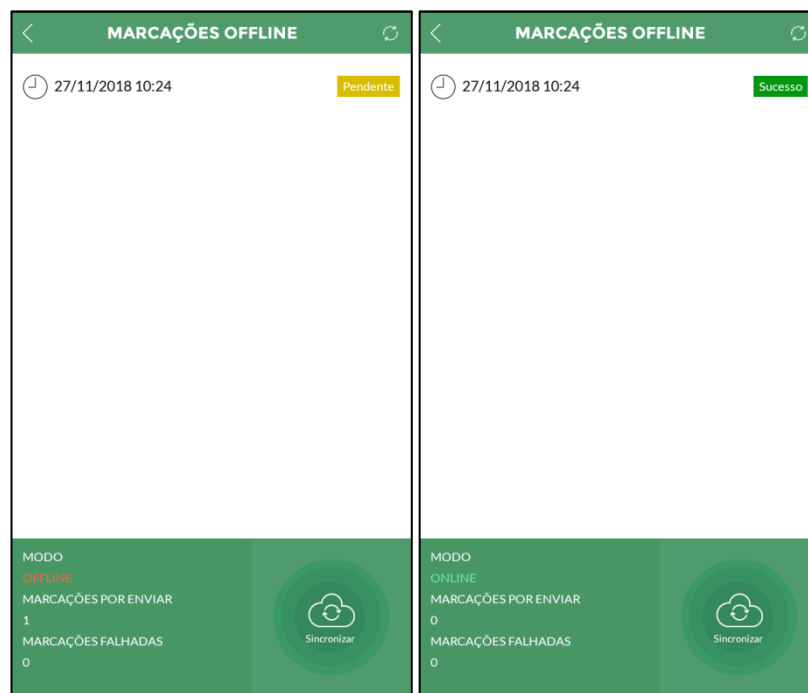 MARCAÇÕES OFFLINE
27/11/2018 10:24
Pendente
MODO
OFFLINE
MARCAÇÕES POR ENVIAR
1
MARCAÇÕES FALHADAS
0
Sincronizar
MARCAÇÕES OFFLINE
27/11/2018 10:24
Sucesso
MODO
ONLINE
MARCAÇÕES POR ENVIAR
0
MARCAÇÕES FALHADAS
0
Sincronizar